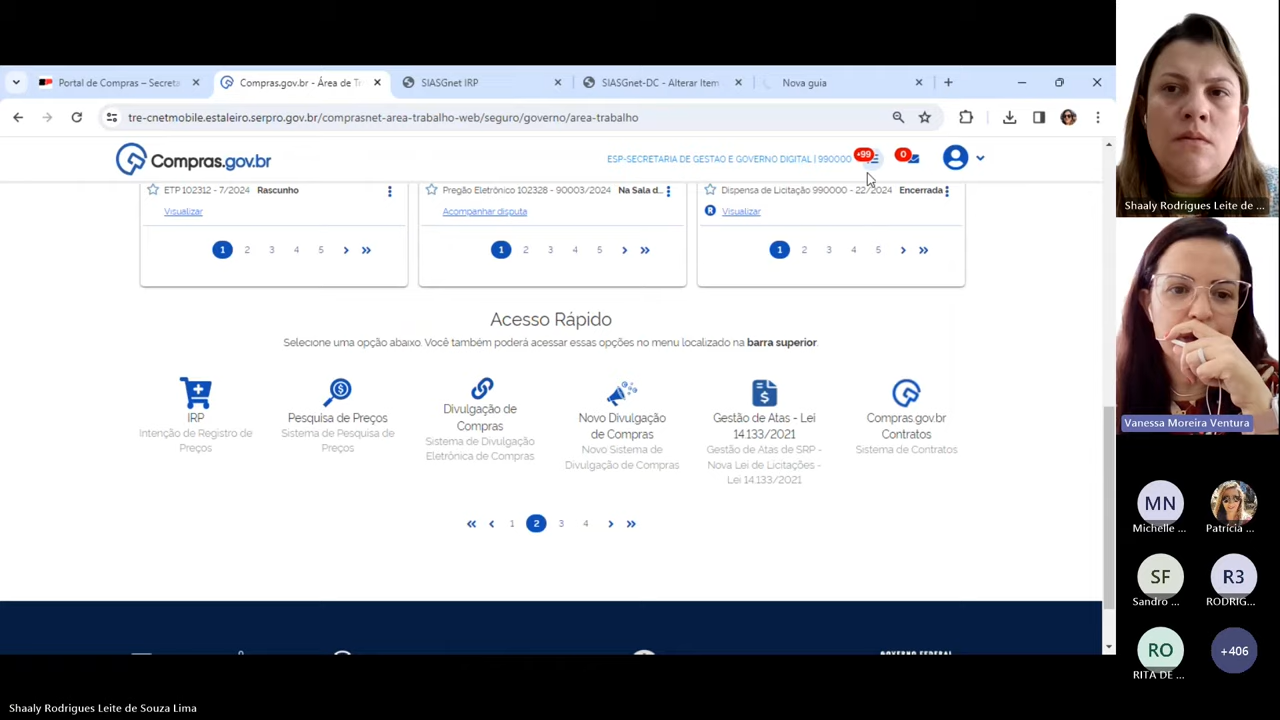 Portal de Compras – Secreta
Compras.gov.br - Área de Tr
SIASGnet IRP
SIASGnet-DC - Alterar Item
Nova guia
tre-cnetmobile.estaleiro.serpro.gov.br/comprasnet-area-trabalho-web/seguro/governo/area-trabalho
Compras.gov.br
ESP-SECRETARIA DE GESTAO E GOVERNO DIGITAL | 990000
+99
0
ETP 102312 - 7/2024 Rascunho
Visualizar
1 2 3 4 5
Pregão Eletrônico 102328 - 90003/2024 Na Sala d...
Acompanhar disputa
1 2 3 4 5
Dispensa de Licitação 990000 - 22/2024 Encerrada
R Visualizar
1 2 3 4 5
Acesso Rápido
Selecione uma opção abaixo. Você também poderá acessar essas opções no menu localizado na barra superior.
IRP
Intenção de Registro de
Preços
Pesquisa de Preços
Sistema de Pesquisa de
Preços
Divulgação de
Compras
Sistema de Divulgação
Eletrônica de Compras
Novo Divulgação
de Compras
Novo Sistema de
Divulgação de Compras
Gestão de Atas - Lei
14.133/2021
Gestão de Atas de SRP -
Nova Lei de Licitações -
Lei 14.133/2021
Compras.gov.br
Contratos
Sistema de Contratos
1 2 3 4
Shaaly Rodrigues Leite de ...
Vanessa Moreira Ventura
MN
Michelle ...
Patrícia ...
SF
Sandro ...
R3
RODRIG...
RO
RITA DE ...
+406
Shaaly Rodrigues Leite de Souza Lima